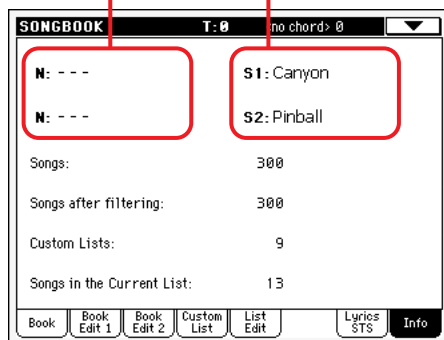 SONGBOOK T:0 <no chord> 0
N: --- S1: Canyon
N: --- S2: Pinball
Songs: 300
Songs after filtering: 300
Custom Lists: 9
Songs in the Current List: 13
Book Book Edit 1 Book Edit 2 Custom List List Edit Lyrics STS Info